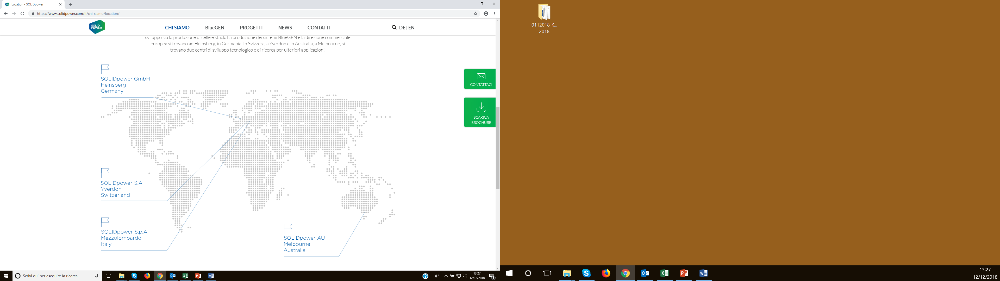 Location - SOLIDpower
https://www.solidpower.com/it/chi-siamo/location/
SOLID
POWER
CHI SIAMO
BlueGEN
PROGETTI
NEWS
CONTATTI
DE | EN
sviluppo sia la produzione di celle e stack. La produzione dei sistemi BlueGEN e la direzione commerciale
europea si trovano ad Heinsberg, in Germania. In Svizzera, a Yverdon e in Australia, a Melbourne, si
trovano due centri di sviluppo tecnologico e di ricerca per ulteriori applicazioni.
SOLIDpower GmbH
Heinsberg
Germany
CONTATTACI
SCARICA
BROCHURE
SOLIDpower S.A.
Yverdon
Switzerland
SOLIDpower S.p.A.
Mezzolombardo
Italy
SOLIDpower AU
Melbourne
Australia
Scrivi qui per eseguire la ricerca
13:27
12/12/2018
8
0112018_K...
2018
13:27
12/12/2018